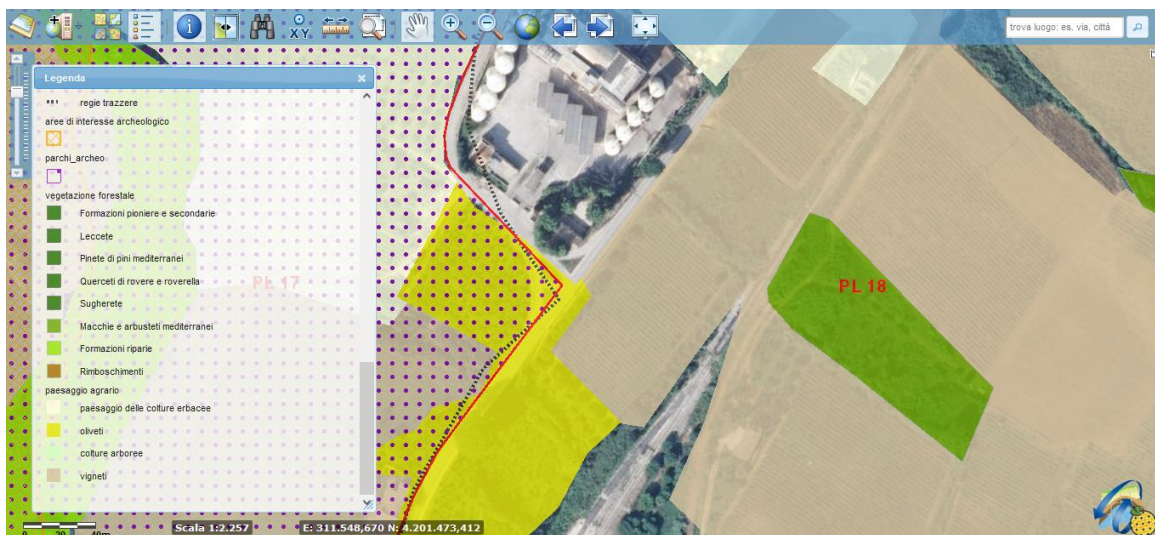 XY
trova luogo: es. via, città
Legenda
regie trazzere
aree di interesse archeologico
parchi_archeo
vegetazione forestale
Formazioni pioniere e secondarie
Leccete
Pinete di pini mediterranei
Querceti di rovere e roverella
Sugherete
Macchie e arbusteti mediterranei
Formazioni riparie
Rimboschimenti
paesaggio agrario
paesaggio delle colture erbacee
oliveti
colture arboree
vigneti
PL 17
PL 18
Scala 1:2.257
E: 311.548,670 N: 4.201.473,412
20 40m